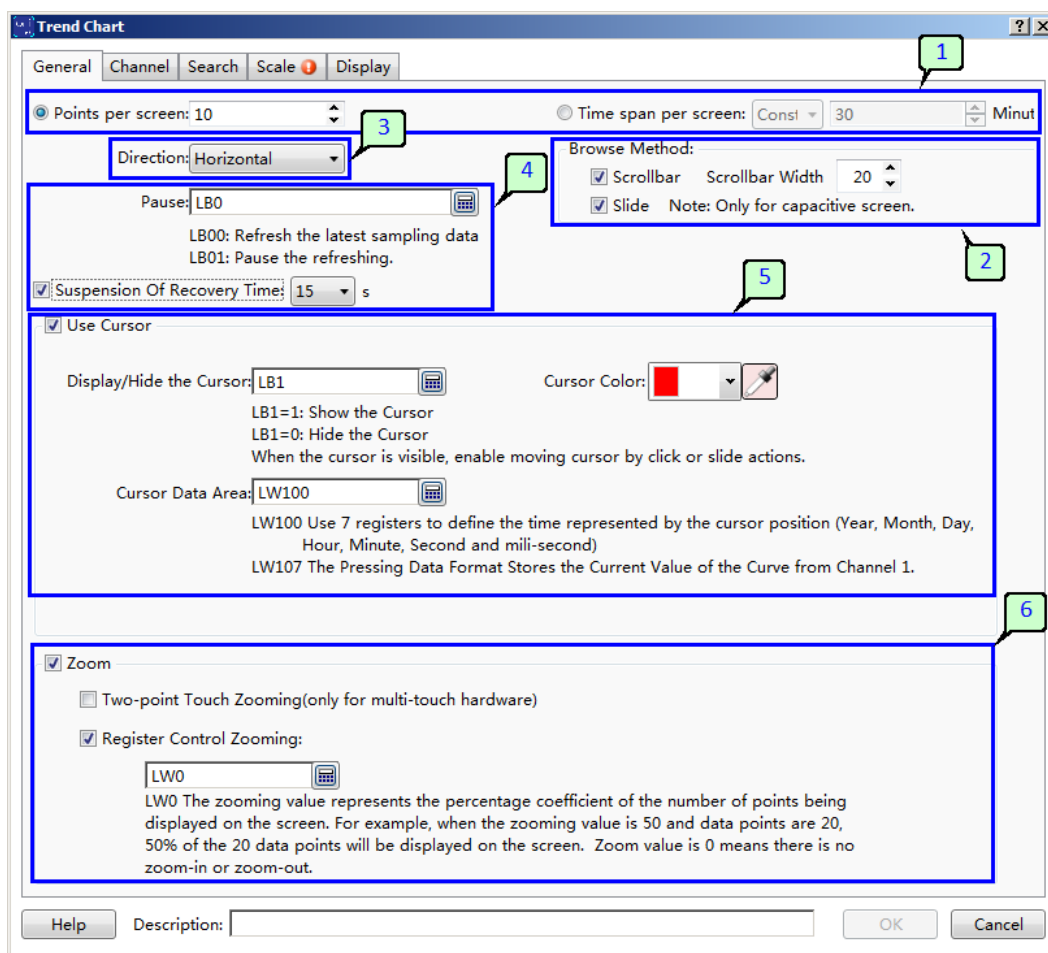 Trend Chart
General Channel Search Scale Display
1
Points per screen: 10 Time span per screen: Const 30 Minut
3
Direction: Horizontal
Browse Method:
Scrollbar Scrollbar Width 20
Slide Note: Only for capacitive screen.
2
4
Pause: LB0
LB00: Refresh the latest sampling data
LB01: Pause the refreshing.
Suspension Of Recovery Time: 15 s
5
Use Cursor
Display/Hide the Cursor: LB1 Cursor Color:
LB1=1: Show the Cursor
LB1=0: Hide the Cursor
When the cursor is visible, enable moving cursor by click or slide actions.
Cursor Data Area: LW100
LW100 Use 7 registers to define the time represented by the cursor position (Year, Month, Day,
Hour, Minute, Second and mili-second)
LW107 The Pressing Data Format Stores the Current Value of the Curve from Channel 1.
6
Zoom
Two-point Touch Zooming(only for multi-touch hardware)
Register Control Zooming:
LW0
LW0 The zooming value represents the percentage coefficient of the number of points being
displayed on the screen. For example, when the zooming value is 50 and data points are 20,
50% of the 20 data points will be displayed on the screen. Zoom value is 0 means there is no
zoom-in or zoom-out.
Help Description: OK Cancel